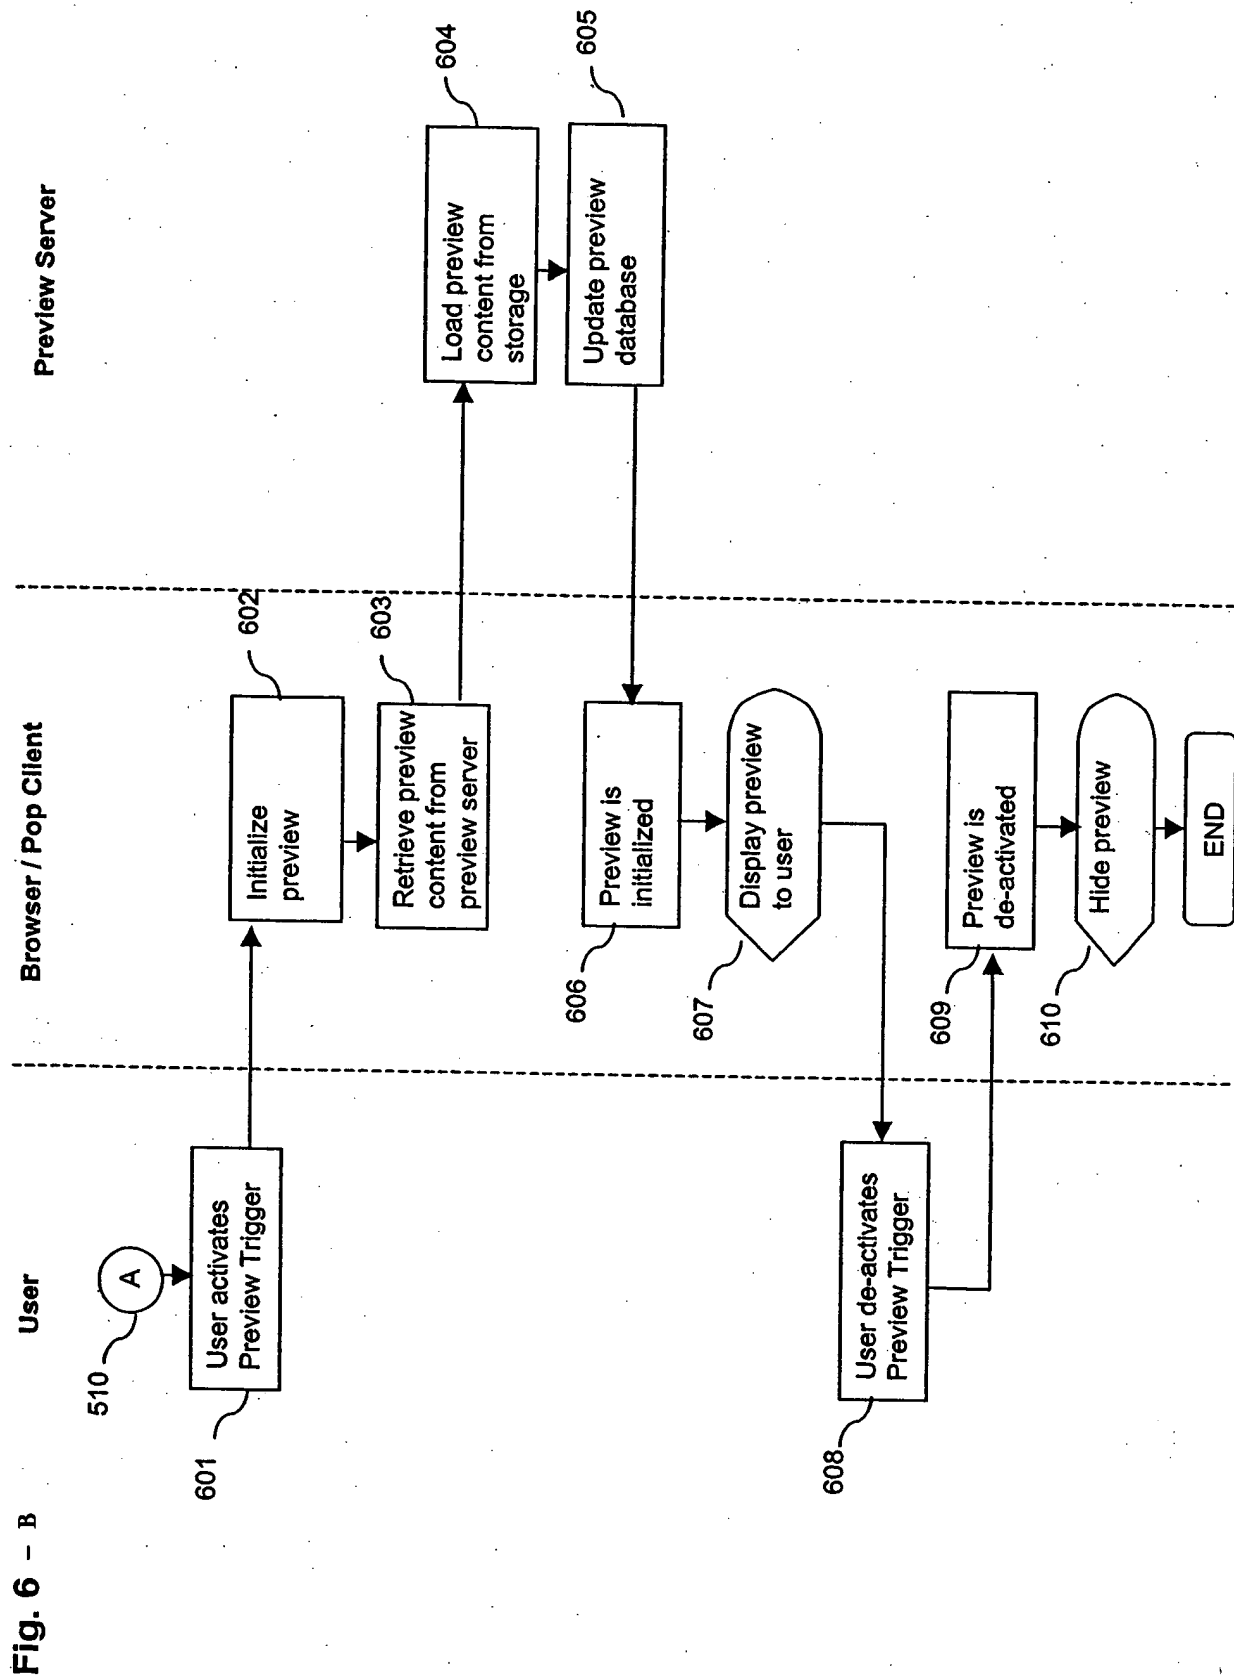 Fig. 6 - B
User
Browser / Pop Client
Preview Server
510
A
601
User activates
Preview Trigger
602
Initialize
preview
603
Retrieve preview
content from
preview server
604
Load preview
content from
storage
605
Update preview
database
606
Preview is
initialized
607
Display preview
to user
608
User de-activates
Preview Trigger
609
Preview is
de-activated
610
Hide preview
END